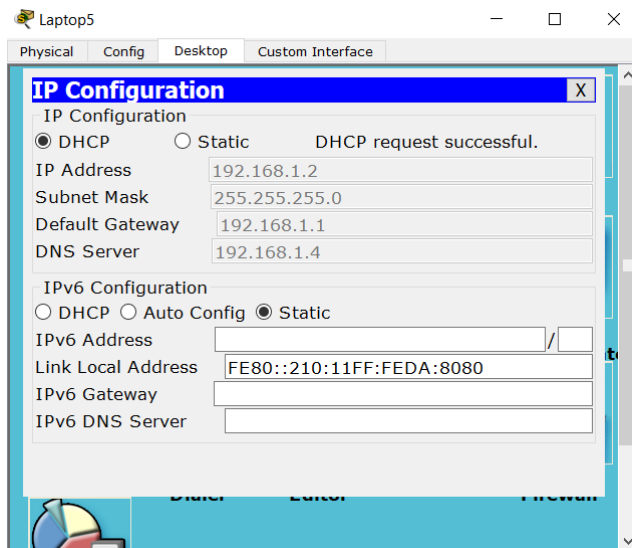 Laptop5
Physical Config Desktop Custom Interface
IP Configuration X
IP Configuration
DHCP Static DHCP request successful.
IP Address 192.168.1.2
Subnet Mask 255.255.255.0
Default Gateway 192.168.1.1
DNS Server 192.168.1.4
IPv6 Configuration
DHCP Auto Config Static
IPv6 Address /
Link Local Address FE80::210:11FF:FEDA:8080
IPv6 Gateway
IPv6 DNS Server
Dialer Editor Firewall